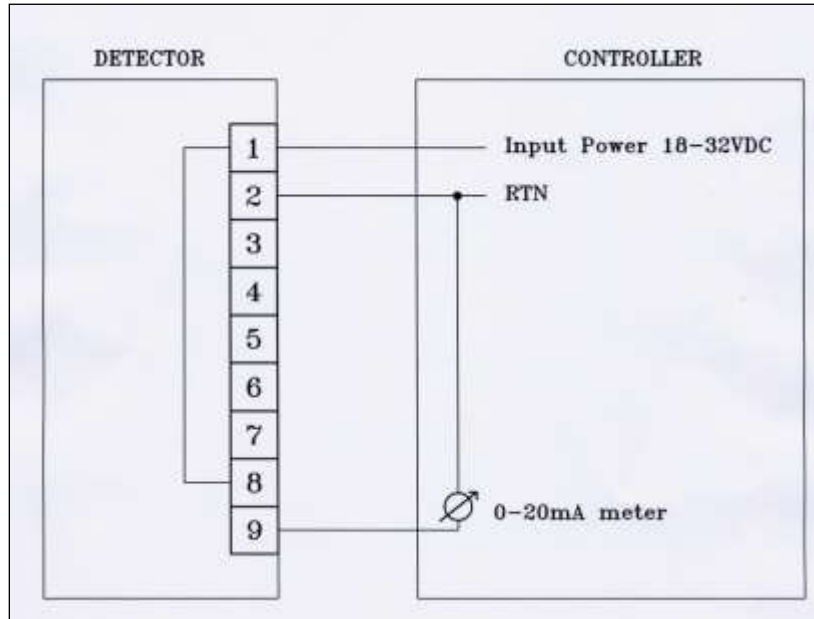 DETECTOR
CONTROLLER
1
Input Power 18-32VDC
2
RTN
3
4
5
6
7
8
0-20mA meter
9